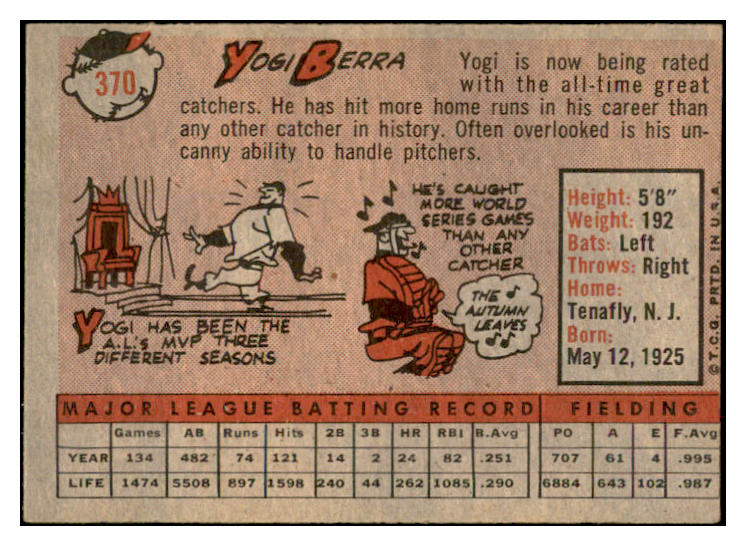 370
YOGI BERRA
Yogi is now being rated
with the all-time great
catchers. He has hit more home runs in his career than
any other catcher in history. Often overlooked is his un-
canny ability to handle pitchers.
YOGI HAS BEEN THE
A.L.'s MVP THREE
DIFFERENT SEASONS
HE'S CAUGHT
MORE WORLD
SERIES GAMES
THAN ANY
OTHER
CATCHER
THE
AUTUMN
LEAVES
Height: 5'8"
Weight: 192
Bats: Left
Throws: Right
Home:
Tenafly, N. J.
Born:
May 12, 1925
© T.C.G. PRTD. IN U.S.A.
MAJOR LEAGUE BATTING RECORD FIELDING
Games AB Runs Hits 2B 3B HR RBI B.Avg PO A E F.Avg
YEAR 134 482 74 121 14 2 24 82 .251 707 61 4 .995
LIFE 1474 5508 897 1598 240 44 262 1085 .290 6884 643 102 .987